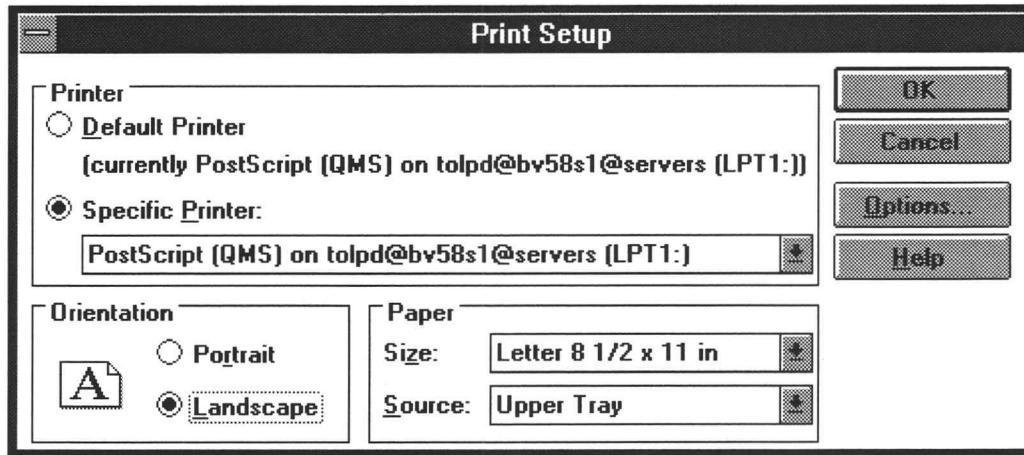 Print Setup
Printer
Default Printer
(currently PostScript (QMS) on tolpd@bv58s1@servers (LPT1:))
Specific Printer:
PostScript (QMS) on tolpd@bv58s1@servers (LPT1:)
Orientation
A
Portrait
Landscape
Paper
Size: Letter 8 1/2 x 11 in
Source: Upper Tray
OK
Cancel
Options...
Help